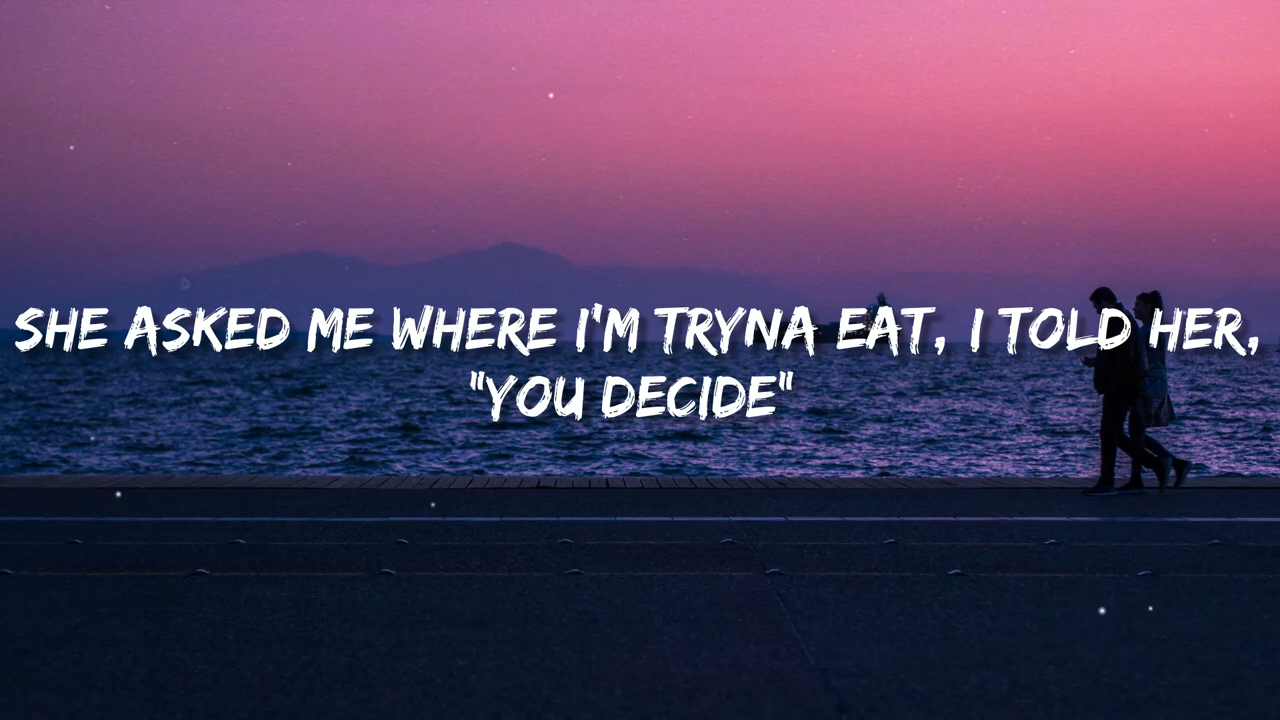 SHE ASKED ME WHERE I'M TRYNA EAT, I TOLD HER,
"YOU DECIDE"